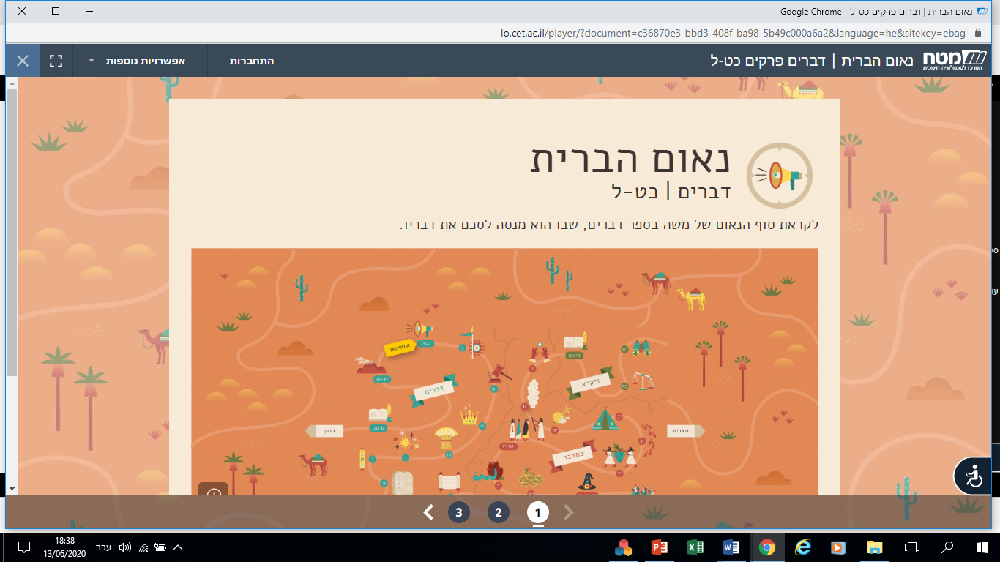 נאום הברית | דברים פרקים כט-ל - Google Chrome
lo.cet.ac.il/player/?document=c36870e3-bbd3-408f-ba98-5b49c000a6a2&language=he&sitekey=ebag
מטח
המרכז לטכנולוגיה חינוכית
נאום הברית | דברים פרקים כט-ל
התחברות
אפשרויות נוספות
נאום הברית
דברים | כט-ל
לקראת סוף הנאום של משה בספר דברים, שבו הוא מנסה לסכם את דבריו.
אנחנו כאן
כט-ל
סיכום
ויקרא
דברים
יט
סיכום
כנען
מצרים
במדבר
1
2
3
עבר
18:38
13/06/2020